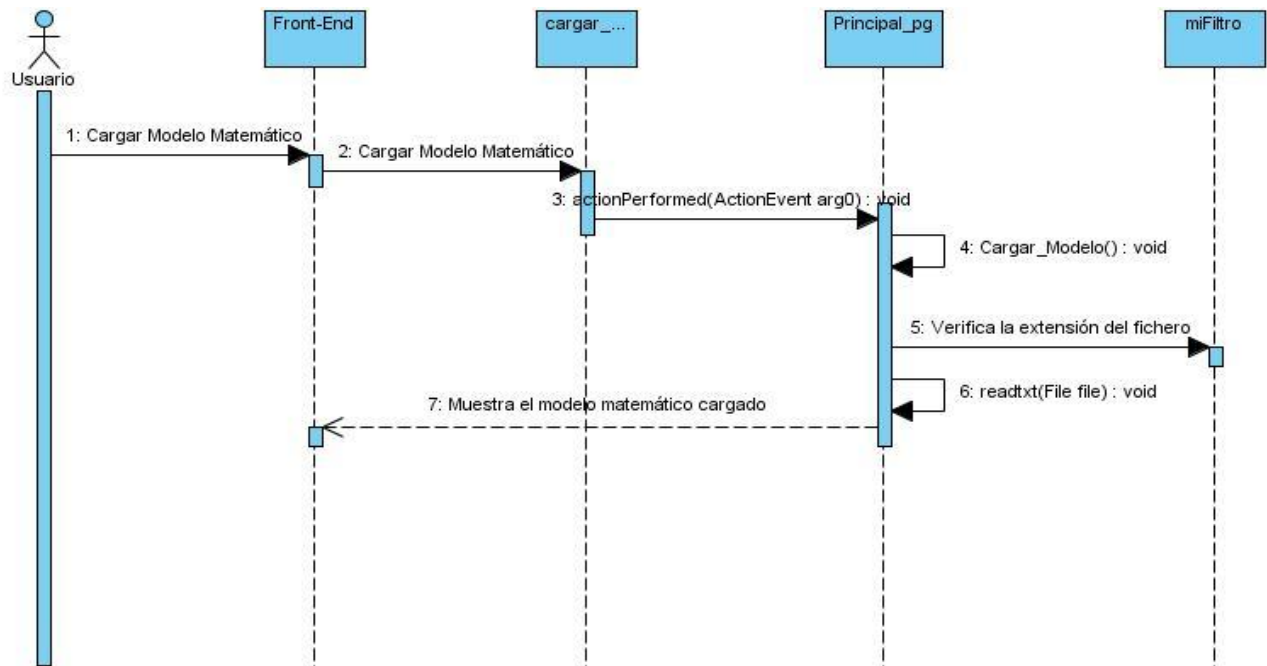 Usuario
Front-End
cargar_...
Principal_pg
miFiltro
1: Cargar Modelo Matemático
2: Cargar Modelo Matemático
3: actionPerformed(ActionEvent arg0) : void
4: Cargar_Modelo() : void
5: Verifica la extensión del fichero
6: readtxt(File file) : void
7: Muestra el modelo matemático cargado